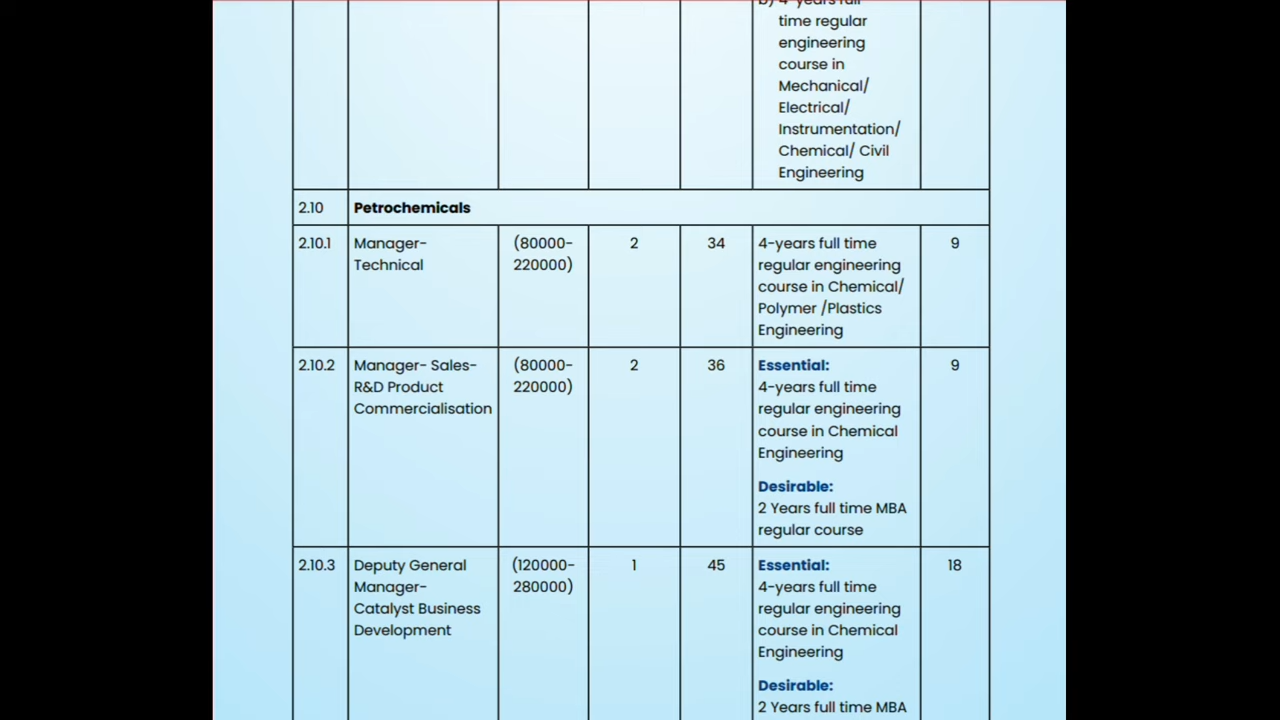 b) 4-years full
time regular
engineering
course in
Mechanical/
Electrical/
Instrumentation/
Chemical/ Civil
Engineering
2.10 Petrochemicals
2.10.1 Manager- (80000- 2 34 4-years full time 9
Technical 220000) regular engineering
course in Chemical/
Polymer /Plastics
Engineering
2.10.2 Manager- Sales- (80000- 2 36 Essential: 9
R&D Product 220000) 4-years full time
Commercialisation regular engineering
course in Chemical
Engineering
Desirable:
2 Years full time MBA
regular course
2.10.3 Deputy General (120000- 1 45 Essential: 18
Manager- 280000) 4-years full time
Catalyst Business regular engineering
Development course in Chemical
Engineering
Desirable:
2 Years full time MBA